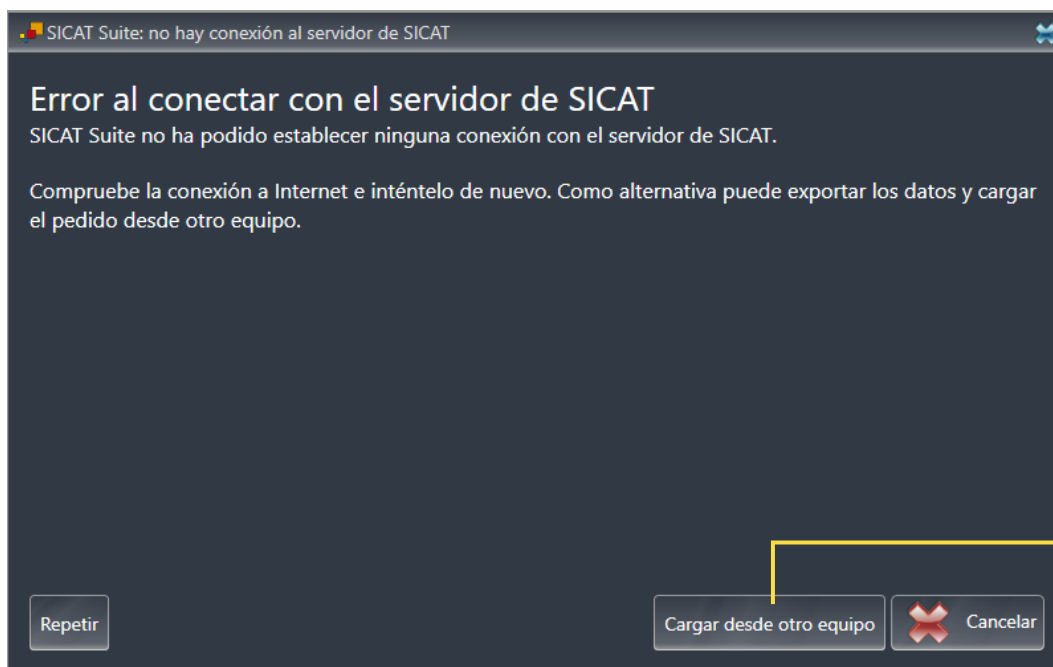 SICAT Suite: no hay conexión al servidor de SICAT
Error al conectar con el servidor de SICAT
SICAT Suite no ha podido establecer ninguna conexión con el servidor de SICAT.
Compruebe la conexión a Internet e inténtelo de nuevo. Como alternativa puede exportar los datos y cargar
el pedido desde otro equipo.
Repetir
Cargar desde otro equipo
Cancelar